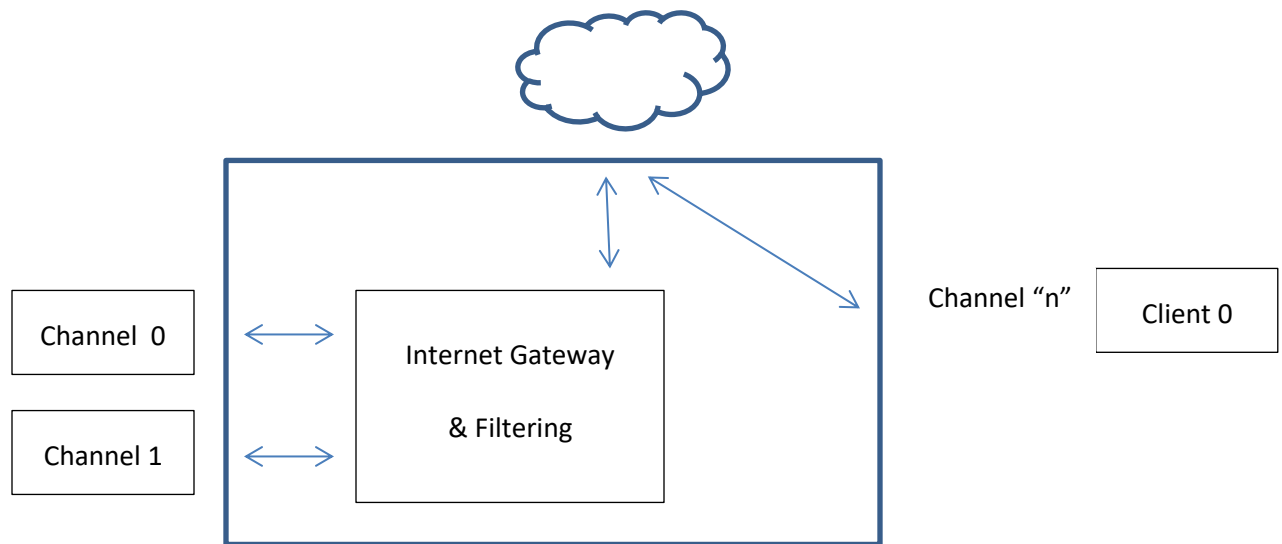 Channel “n”
Client 0
Channel 0
Internet Gateway
& Filtering
Channel 1